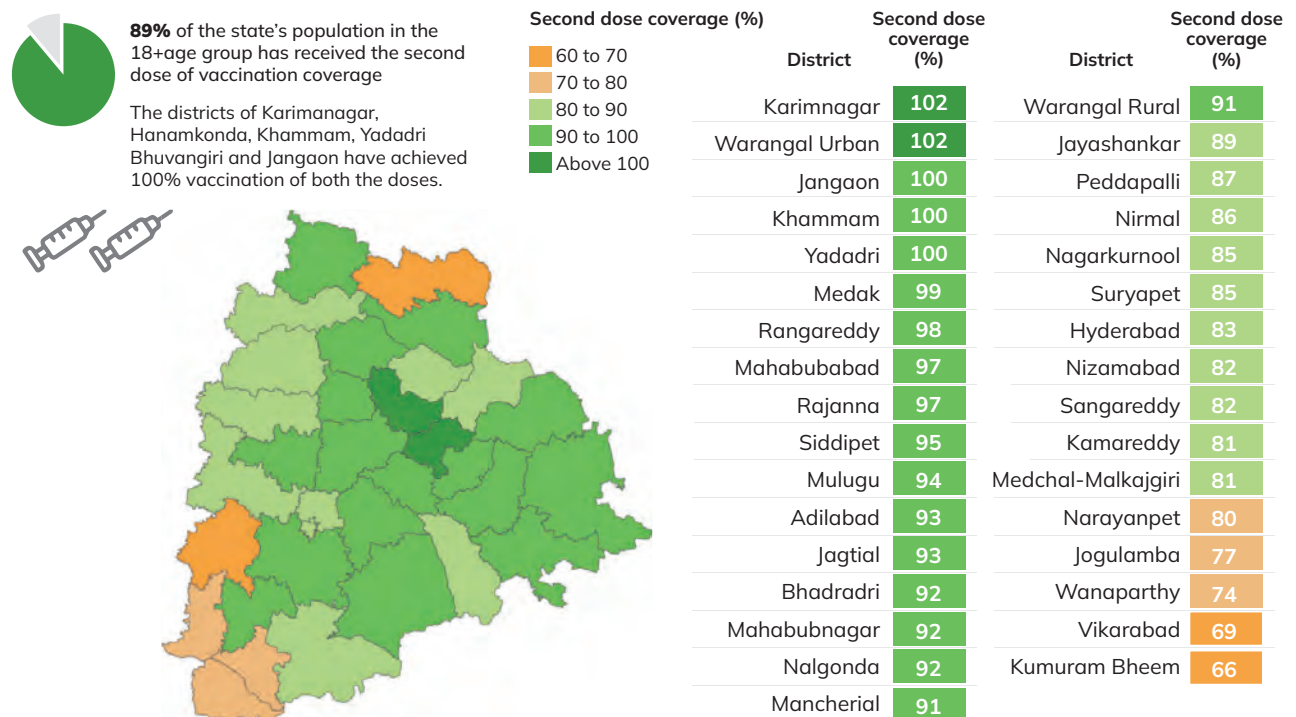 89% of the state's population in the
18+age group has received the second
dose of vaccination coverage
The districts of Karimanagar,
Hanamkonda, Khammam, Yadadri
Bhuvangiri and Jangaon have achieved
100% vaccination of both the doses.
Second dose coverage (%)
60 to 70
70 to 80
80 to 90
90 to 100
Above 100
District
Second dose
coverage
(%)
Karimnagar 102
Warangal Urban 102
Jangaon 100
Khammam 100
Yadadri 100
Medak 99
Rangareddy 98
Mahabubabad 97
Rajanna 97
Siddipet 95
Mulugu 94
Adilabad 93
Jagtial 93
Bhadradri 92
Mahabubnagar 92
Nalgonda 92
Mancherial 91
District
Second dose
coverage
(%)
Warangal Rural 91
Jayashankar 89
Peddapalli 87
Nirmal 86
Nagarkurnool 85
Suryapet 85
Hyderabad 83
Nizamabad 82
Sangareddy 82
Kamareddy 81
Medchal-Malkajgiri 81
Narayanpet 80
Jogulamba 77
Wanaparthy 74
Vikarabad 69
Kumuram Bheem 66